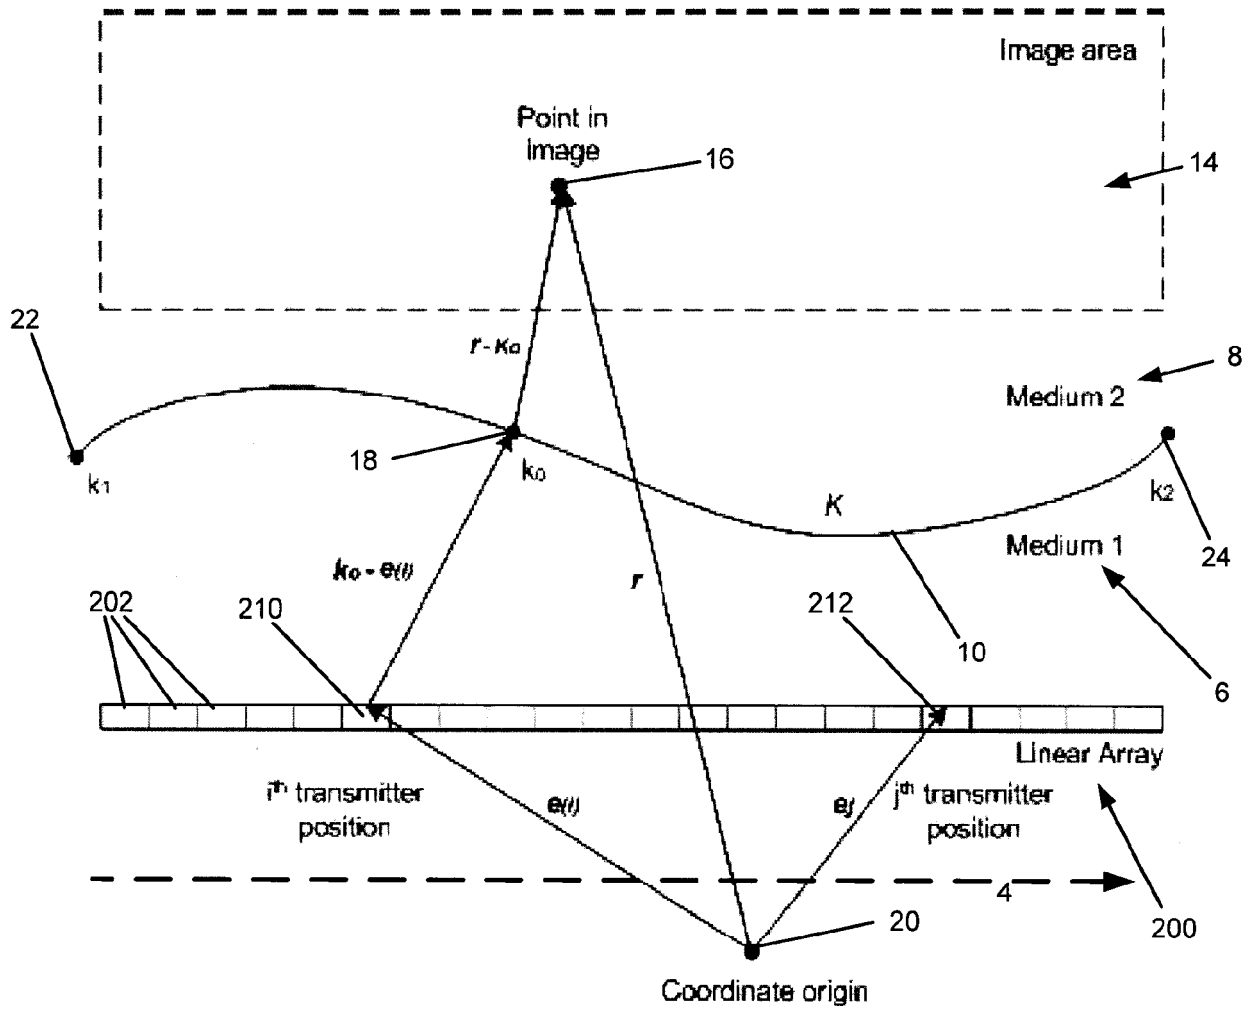 Image area
Point in
image
16
14
22
r - κ₀
8
Medium 2
18
k₀
k₁
K
k₂
Medium 1
24
k₀ - e(i)
r
202
210
212
10
6
Linear Array
iᵗʰ transmitter
position
e(i)
ej
jᵗʰ transmitter
position
4
20
200
Coordinate origin